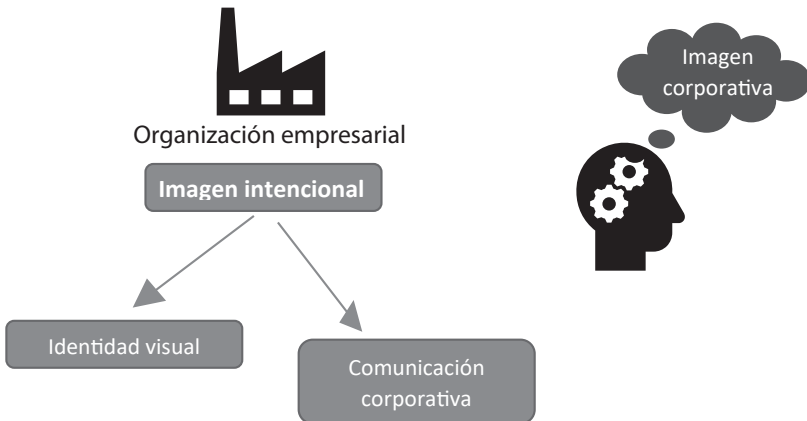 Imagen
corporativa
Organización empresarial
Imagen intencional
Identidad visual
Comunicación
corporativa